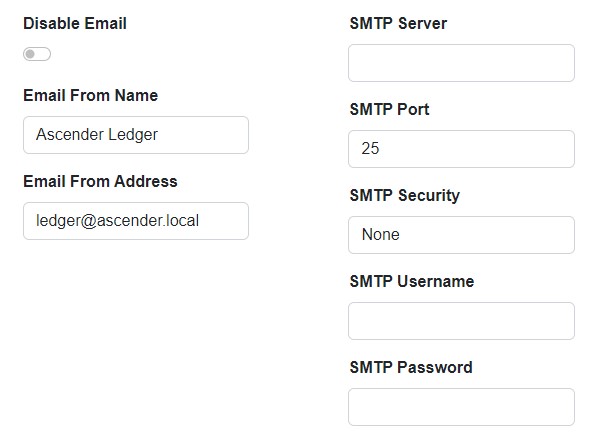 Disable Email
Email From Name
Ascender Ledger
Email From Address
ledger@ascender.local
SMTP Server
SMTP Port
25
SMTP Security
None
SMTP Username
SMTP Password